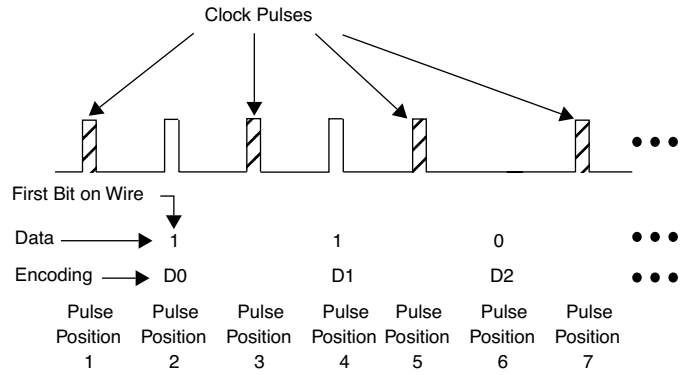 Clock Pulses
First Bit on Wire
Data 1 1 0
Encoding D0 D1 D2
Pulse Pulse Pulse Pulse Pulse Pulse Pulse
Position Position Position Position Position Position Position
1 2 3 4 5 6 7